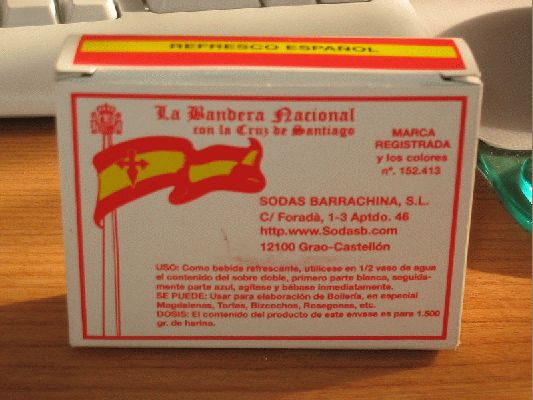 REFRESCO ESPAÑOL
La Bandera Nacional
con la Cruz de Santiago
MARCA
REGISTRADA
y los colores
nº. 152.413
SODAS BARRACHINA, S.L.
C/ Foradà, 1-3 Aptdo. 46
http.www.Sodasb.com
12100 Grao-Castellón
USO: Como bebida refrescante, utilícese en 1/2 vaso de agua
el contenido del sobre doble, primero parte blanca, seguida-
mente parte azul, agítese y bébase inmediatamente.
SE PUEDE: Usar para elaboración de Bollería, en especial
Magdalenas, Tortas, Bizcochos, Rosegones, etc.
DOSIS: El contenido del producto de este envase es para 1.500
gr. de harina.